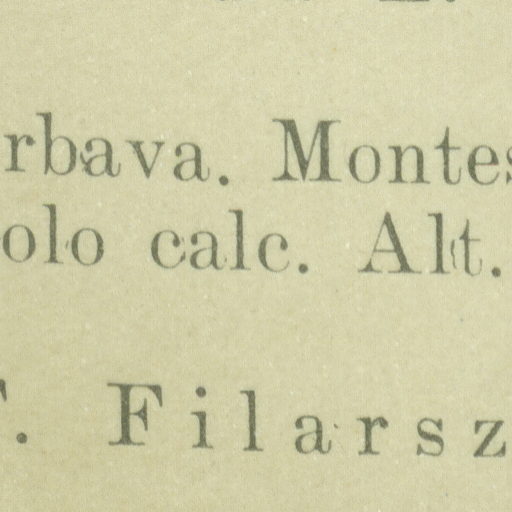 rbava. Montes
olo calc. Alt.
. Filarsz